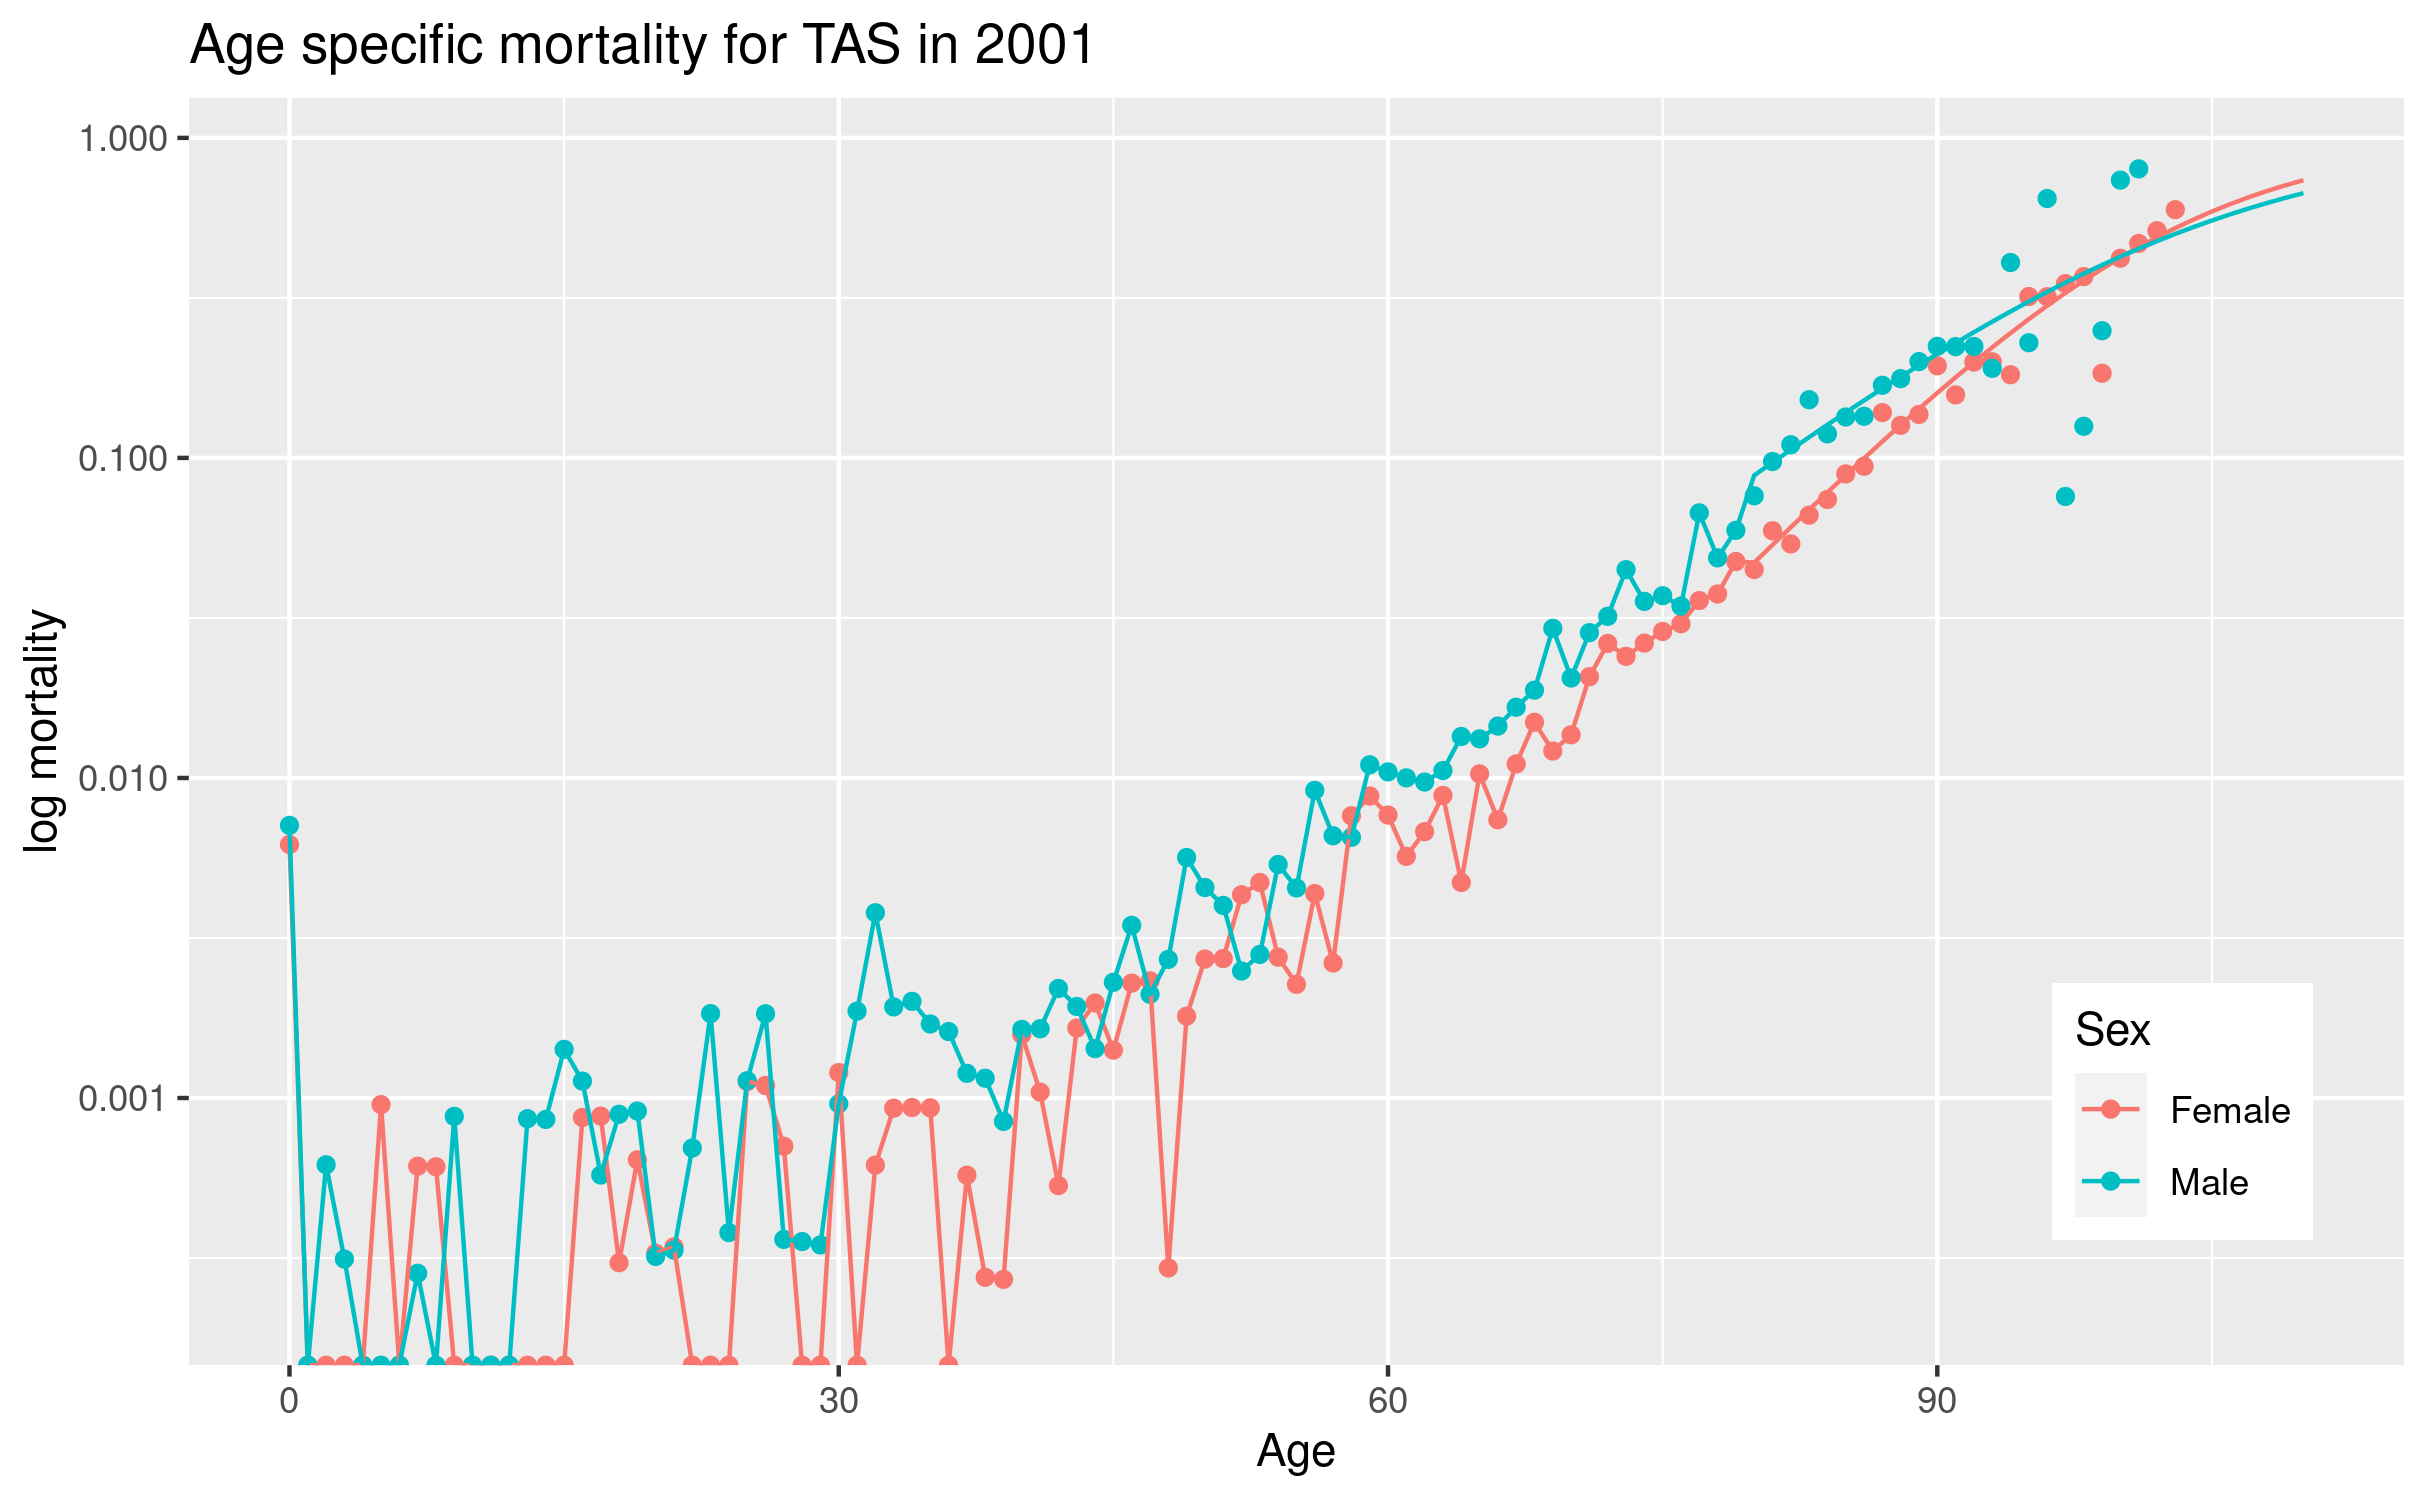 Age specific mortality for TAS in 2001
log mortality
1.000
0.100
0.010
0.001
0
30
60
90
Age
Sex
Female
Male